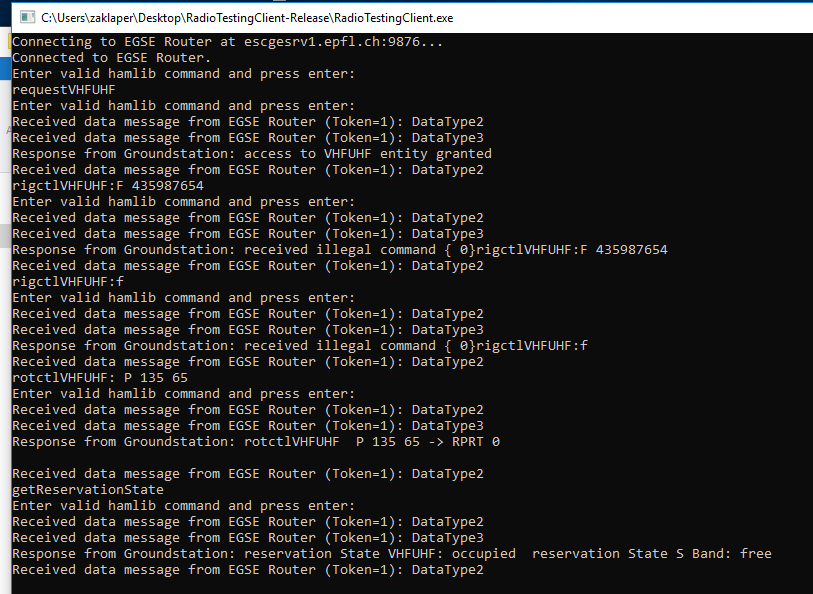 C:\Users\zaklaper\Desktop\RadioTestingClient-Release\RadioTestingClient.exe
Connecting to EGSE Router at escgesrv1.epfl.ch:9876...
Connected to EGSE Router.
Enter valid hamlib command and press enter:
requestVHFUHF
Enter valid hamlib command and press enter:
Received data message from EGSE Router (Token=1): DataType2
Received data message from EGSE Router (Token=1): DataType3
Response from Groundstation: access to VHFUHF entity granted
Received data message from EGSE Router (Token=1): DataType2
rigctlVHFUHF:F 435987654
Enter valid hamlib command and press enter:
Received data message from EGSE Router (Token=1): DataType2
Received data message from EGSE Router (Token=1): DataType3
Response from Groundstation: received illegal command { 0}rigctlVHFUHF:F 435987654
Received data message from EGSE Router (Token=1): DataType2
rigctlVHFUHF:f
Enter valid hamlib command and press enter:
Received data message from EGSE Router (Token=1): DataType2
Received data message from EGSE Router (Token=1): DataType3
Response from Groundstation: received illegal command { 0}rigctlVHFUHF:f
Received data message from EGSE Router (Token=1): DataType2
rotctlVHFUHF: P 135 65
Enter valid hamlib command and press enter:
Received data message from EGSE Router (Token=1): DataType2
Received data message from EGSE Router (Token=1): DataType3
Response from Groundstation: rotctlVHFUHF  P 135 65 -> RPRT 0
Received data message from EGSE Router (Token=1): DataType2
getReservationState
Enter valid hamlib command and press enter:
Received data message from EGSE Router (Token=1): DataType2
Received data message from EGSE Router (Token=1): DataType3
Response from Groundstation: reservation State VHFUHF: occupied  reservation State S Band: free
Received data message from EGSE Router (Token=1): DataType2